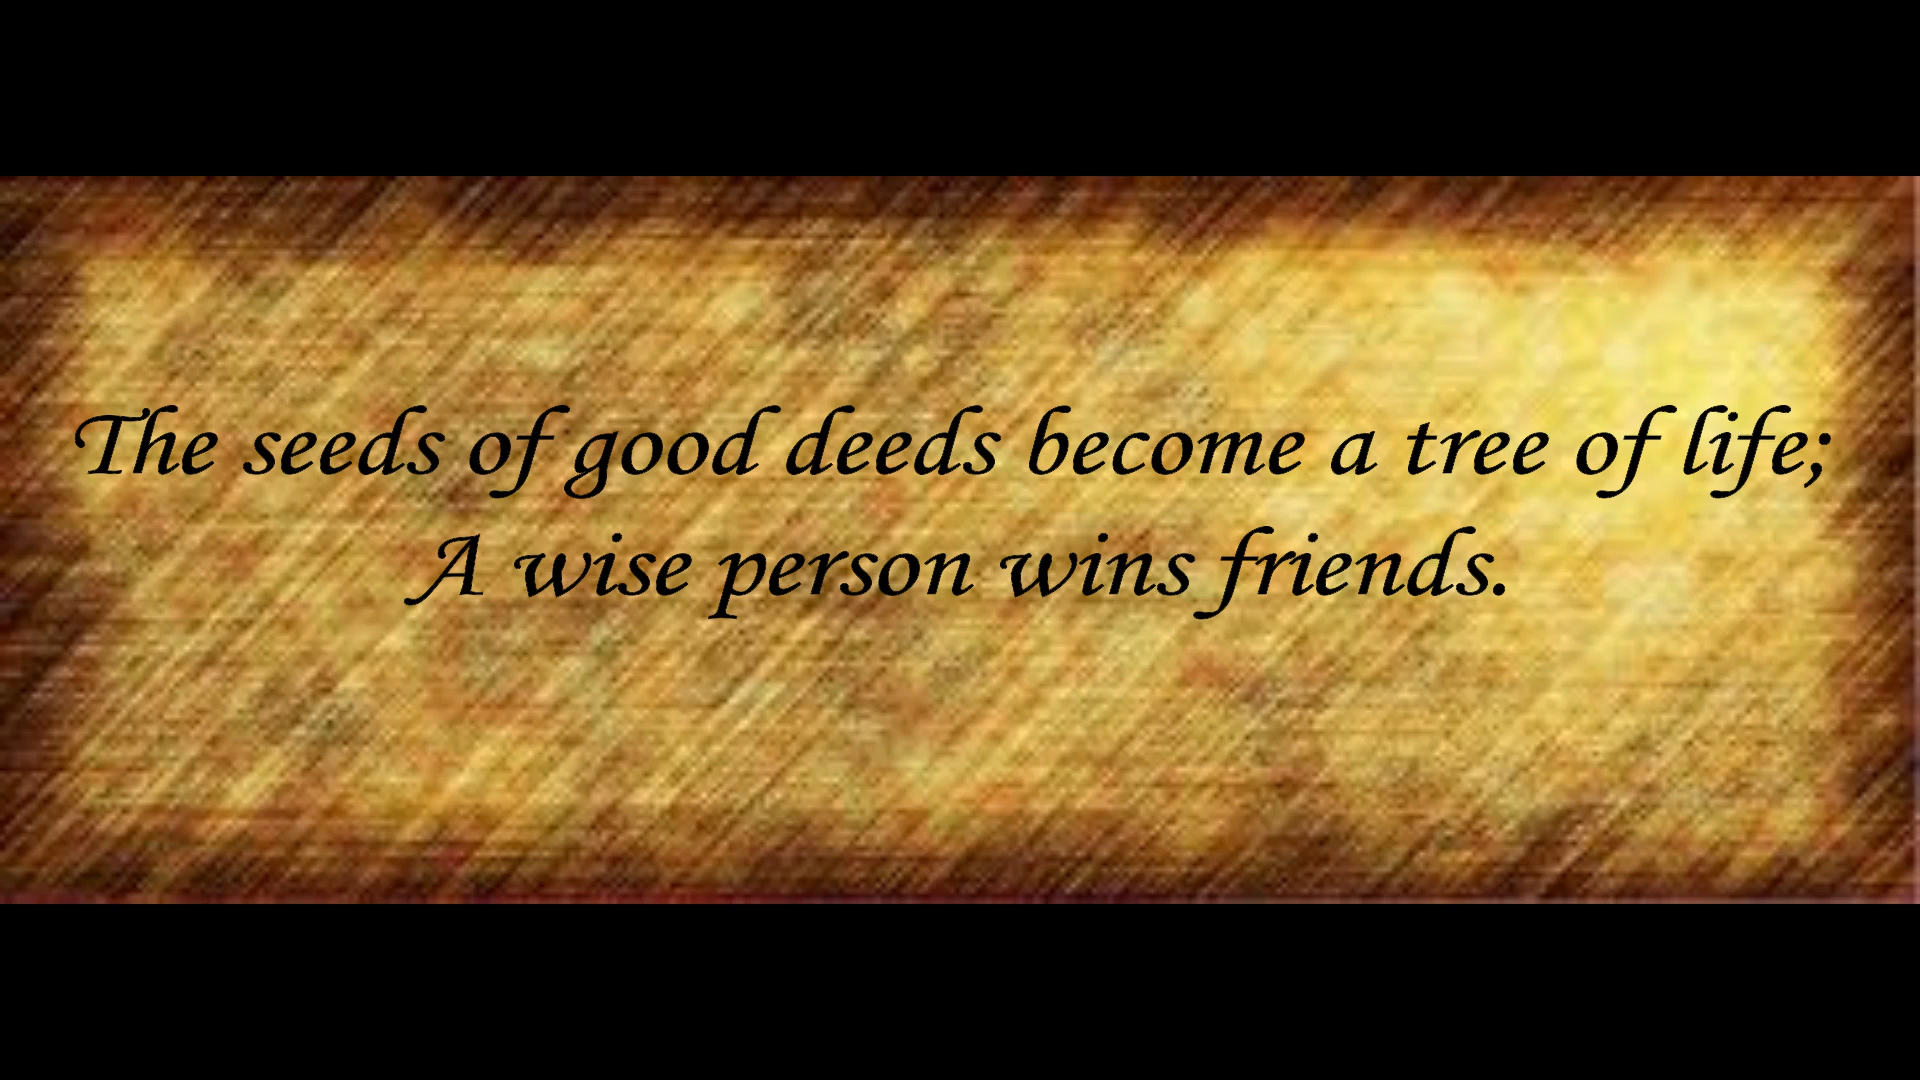 The seeds of good deeds become a tree of life;
A wise person wins friends.